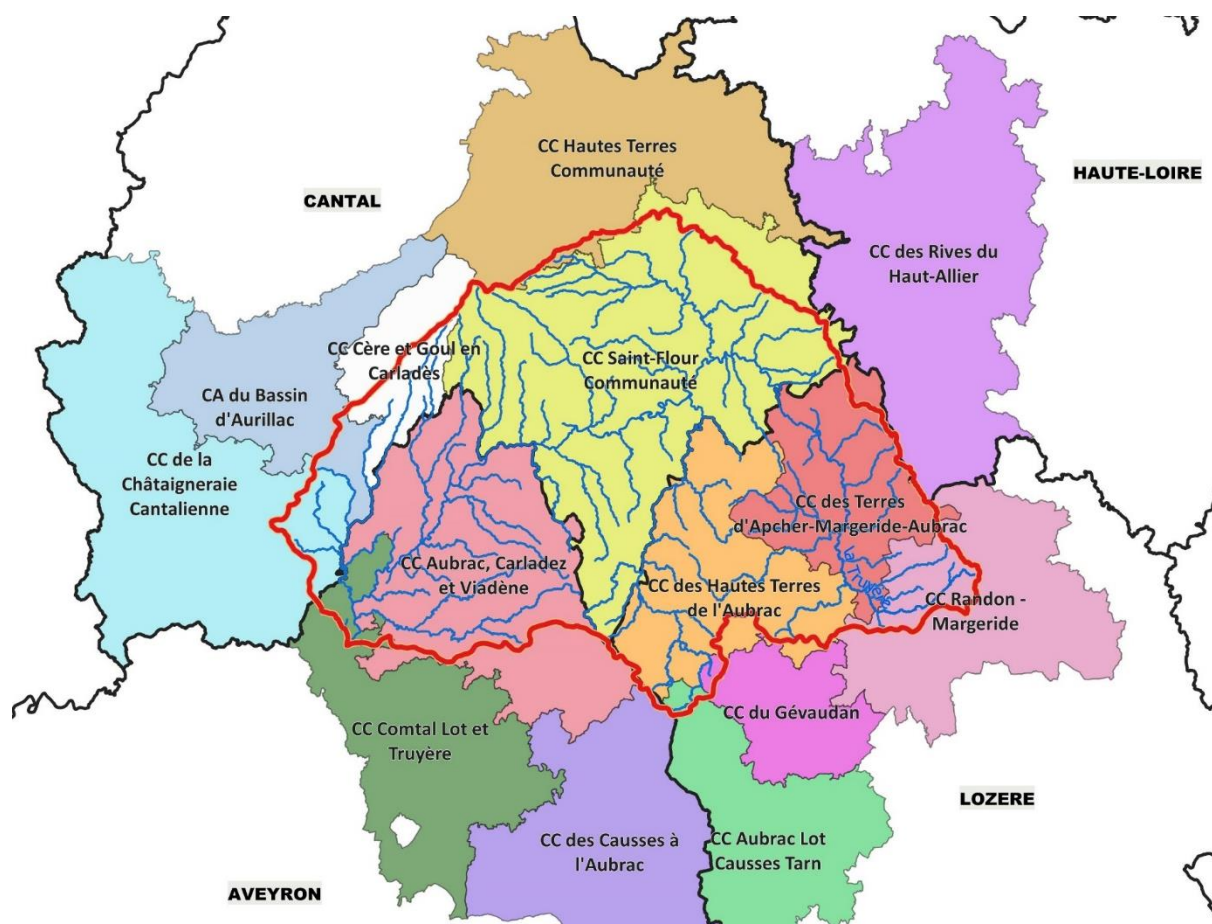 CC Hautes Terres
Communauté
HAUTE-LOIRE
CANTAL
CC des Rives du
Haut-Allier
CC Cère et Goul en
Carladès
CC Saint-Flour
Communauté
CA du Bassin
d'Aurillac
CC de la
Châtaigneraie
Cantalienne
CC des Terres
d'Apcher-Margeride-Aubrac
CC Aubrac, Carladez
et Viadène
CC des Hautes Terres
de l'Aubrac
la Truyère
CC Randon -
Margeride
CC du Gévaudan
CC Comtal Lot et
Truyère
LOZERE
CC des Causses à
l'Aubrac
CC Aubrac Lot
Causses Tarn
AVEYRON